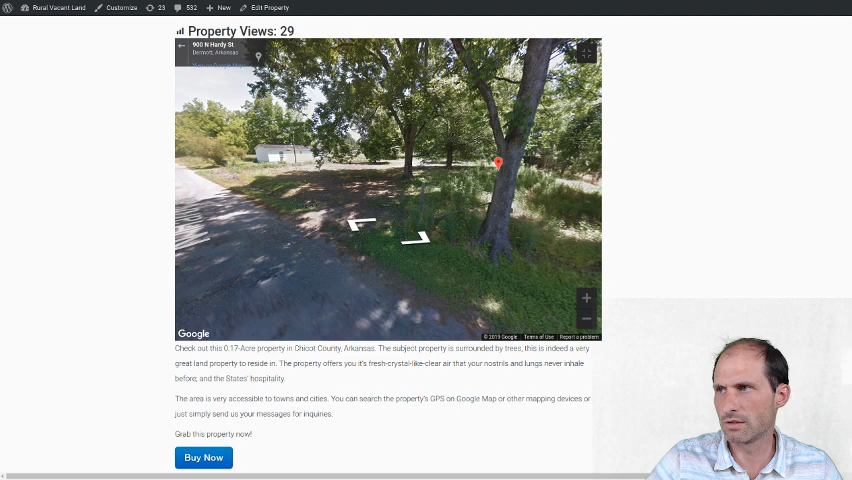 Rural Vacant Land Customize 23 532 New Edit Property
Property Views: 29
900 N Hardy St
Dermott, Arkansas
View on Google Maps
Google
© 2019 Google Terms of Use Report a problem
Check out this 0.17-Acre property in Chicot County, Arkansas. The subject property is surrounded by trees, this is indeed a very
great land property to reside in. The property offers you it's fresh-crystal-like-clear air that your nostrils and lungs never inhale
before; and the States' hospitality.
The area is very accessible to towns and cities. You can search the property's GPS on Google Map or other mapping devices or
just simply send us your messages for inquiries.
Grab this property now!
Buy Now